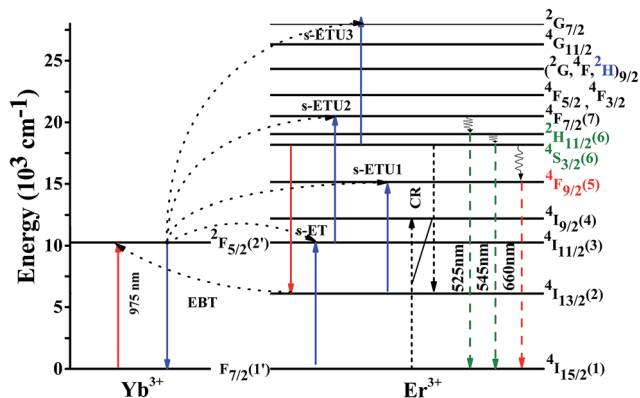 Energy (10³ cm⁻¹)
25
20
15
10
5
0
s-ETU3
s-ETU2
s-ETU1
s-ET
EBT
CR
975 nm
525nm
545nm
660nm
²F₅/₂(2')
F₇/₂(1')
²G₇/₂
⁴G₁₁/₂
(²G,⁴F,²H)₉/₂
⁴F₅/₂ , ⁴F₃/₂
⁴F₇/₂(7)
²H₁₁/₂(6)
⁴S₃/₂(6)
⁴F₉/₂(5)
⁴I₉/₂(4)
⁴I₁₁/₂(3)
⁴I₁₃/₂(2)
⁴I₁₅/₂(1)
Yb³⁺
Er³⁺